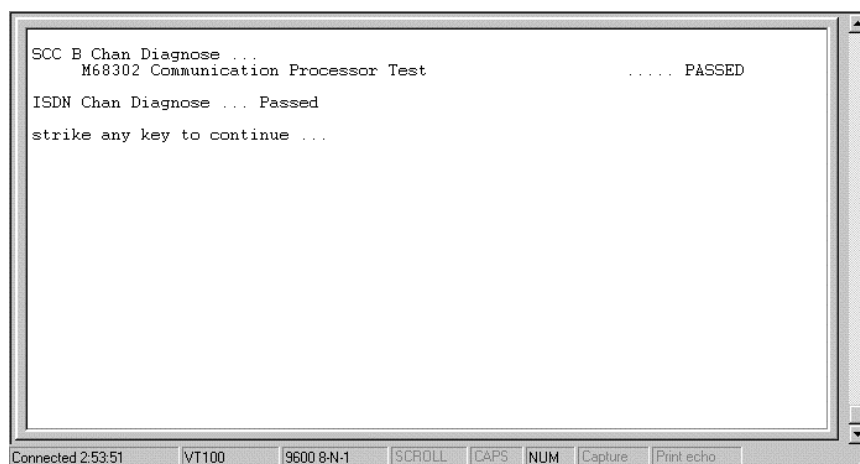 SCC B Chan Diagnose ...
M68302 Communication Processor Test ..... PASSED
ISDN Chan Diagnose ... Passed
strike any key to continue ...
Connected 2:53:51 VT100 9600 8-N-1 SCROLL CAPS NUM Capture Print echo